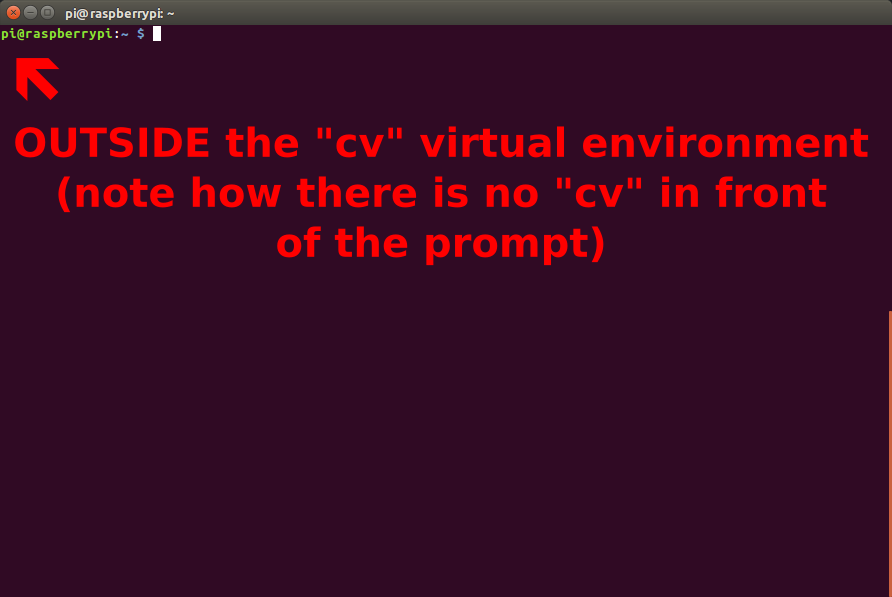 pi@raspberrypi: ~
pi@raspberrypi:~ $
OUTSIDE the "cv" virtual environment
(note how there is no "cv" in front
of the prompt)